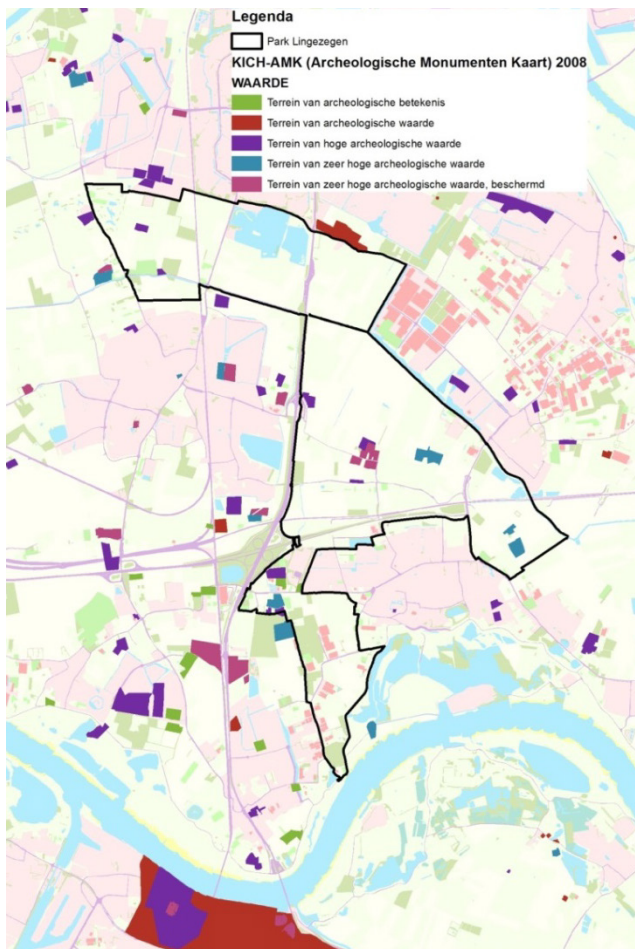 Legenda
Park Lingezegen
KICH-AMK (Archeologische Monumenten Kaart) 2008
WAARDE
Terrein van archeologische betekenis
Terrein van archeologische waarde
Terrein van hoge archeologische waarde
Terrein van zeer hoge archeologische waarde
Terrein van zeer hoge archeologische waarde, beschermd